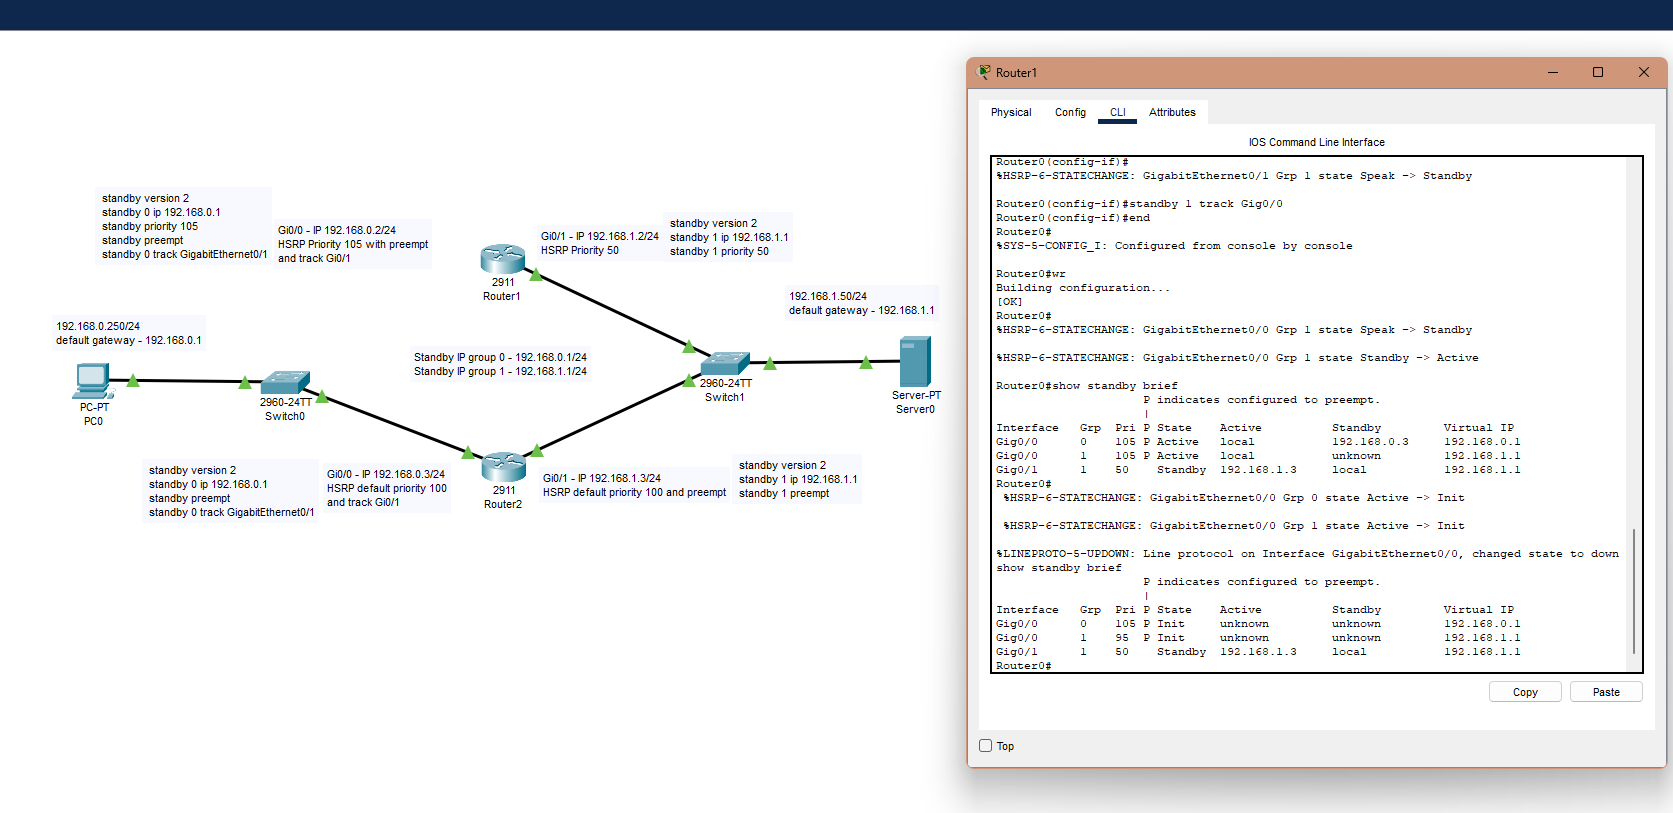 standby version 2
standby 0 ip 192.168.0.1
standby priority 105
standby preempt
standby 0 track GigabitEthernet0/1
Gi0/0 - IP 192.168.0.2/24
HSRP Priority 105 with preempt
and track Gi0/1
2911
Router1
Gi0/1 - IP 192.168.1.2/24
HSRP Priority 50
standby version 2
standby 1 ip 192.168.1.1
standby 1 priority 50
192.168.1.50/24
default gateway - 192.168.1.1
192.168.0.250/24
default gateway - 192.168.0.1
Standby IP group 0 - 192.168.0.1/24
Standby IP group 1 - 192.168.1.1/24
PC-PT
PC0
2960-24TT
Switch0
2960-24TT
Switch1
Server-PT
Server0
standby version 2
standby 0 ip 192.168.0.1
standby preempt
standby 0 track GigabitEthernet0/1
Gi0/0 - IP 192.168.0.3/24
HSRP default priority 100
and track Gi0/1
2911
Router2
Gi0/1 - IP 192.168.1.3/24
HSRP default priority 100 and preempt
standby version 2
standby 1 ip 192.168.1.1
standby 1 preempt
Router1
Physical Config CLI Attributes
IOS Command Line Interface
Router0(config-if)#
%HSRP-6-STATECHANGE: GigabitEthernet0/1 Grp 1 state Speak -> Standby
Router0(config-if)#standby 1 track Gig0/0
Router0(config-if)#end
Router0#
%SYS-5-CONFIG_I: Configured from console by console
Router0#wr
Building configuration...
[OK]
Router0#
%HSRP-6-STATECHANGE: GigabitEthernet0/0 Grp 1 state Speak -> Standby
%HSRP-6-STATECHANGE: GigabitEthernet0/0 Grp 1 state Standby -> Active
Router0#show standby brief
P indicates configured to preempt.
|
Interface Grp Pri P State Active Standby Virtual IP
Gig0/0 0 105 P Active local 192.168.0.3 192.168.0.1
Gig0/0 1 105 P Active local unknown 192.168.1.1
Gig0/1 1 50 Standby 192.168.1.3 local 192.168.1.1
Router0#
%HSRP-6-STATECHANGE: GigabitEthernet0/0 Grp 0 state Active -> Init
%HSRP-6-STATECHANGE: GigabitEthernet0/0 Grp 1 state Active -> Init
%LINEPROTO-5-UPDOWN: Line protocol on Interface GigabitEthernet0/0, changed state to down
show standby brief
P indicates configured to preempt.
|
Interface Grp Pri P State Active Standby Virtual IP
Gig0/0 0 105 P Init unknown unknown 192.168.0.1
Gig0/0 1 95 P Init unknown unknown 192.168.1.1
Gig0/1 1 50 Standby 192.168.1.3 local 192.168.1.1
Router0#
Copy Paste
Top